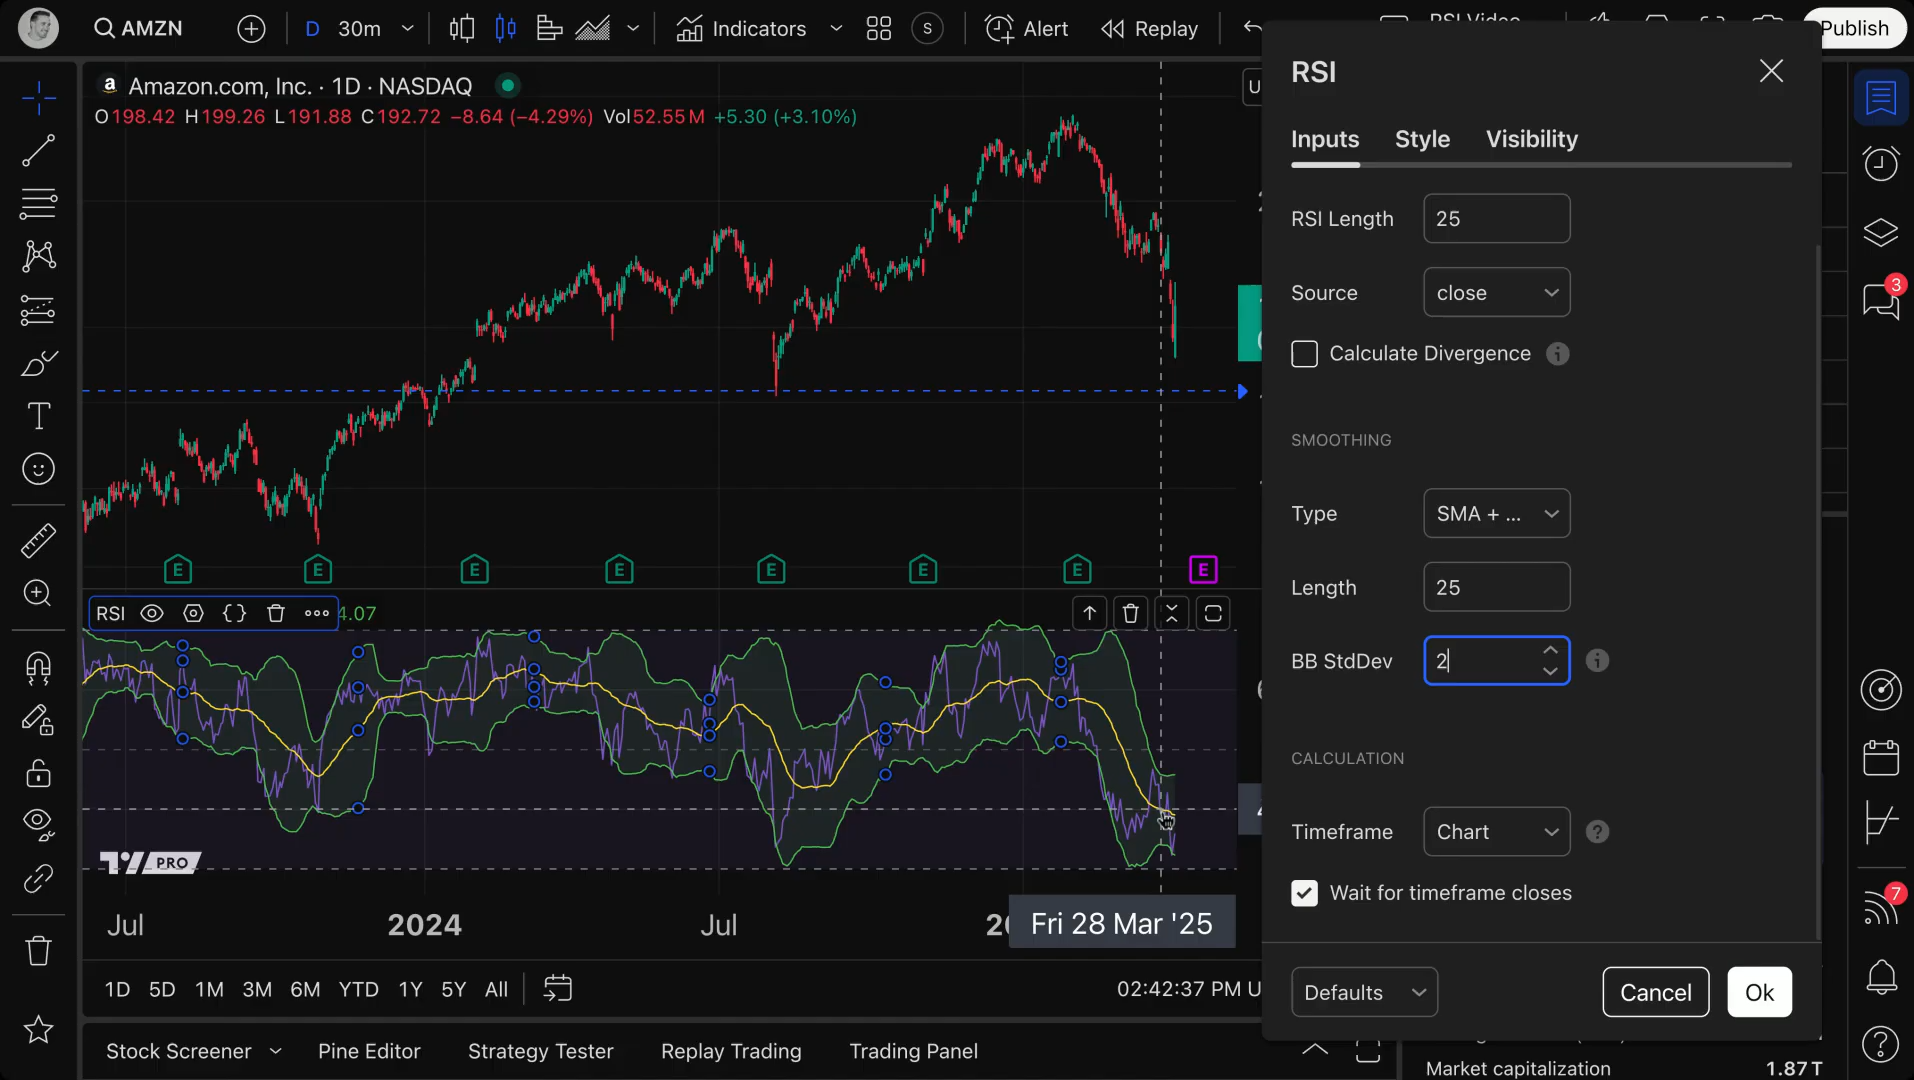 AMZN
D
30m
Indicators
S
Alert
Replay
Publish
a Amazon.com, Inc. · 1D · NASDAQ
O198.42 H199.26 L191.88 C192.72 −8.64 (−4.29%) Vol52.55M +5.30 (+3.10%)
E E E E E E E E
RSI
4.07
PRO
Jul
2024
Jul
Fri 28 Mar '25
1D 5D 1M 3M 6M YTD 1Y 5Y All
02:42:37 PM U
Stock Screener
Pine Editor
Strategy Tester
Replay Trading
Trading Panel
RSI
Inputs
Style
Visibility
RSI Length
25
Source
close
Calculate Divergence
SMOOTHING
Type
SMA + ...
Length
25
BB StdDev
2
CALCULATION
Timeframe
Chart
Wait for timeframe closes
Defaults
Cancel
Ok
3
7
Market capitalization
1.87 T